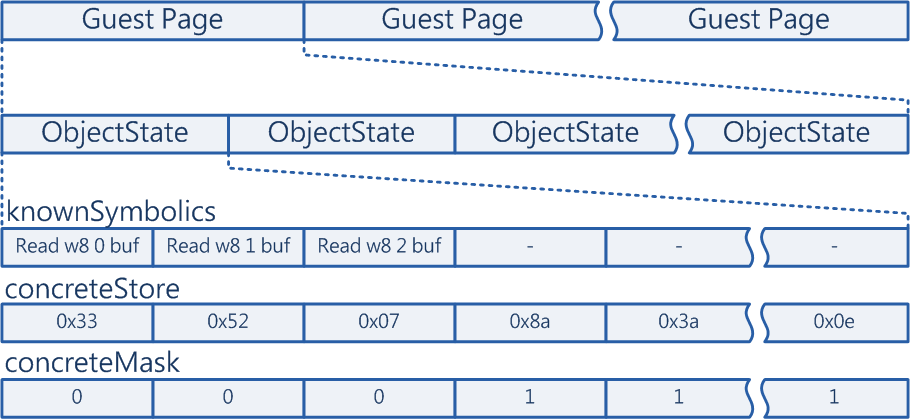 Guest Page Guest Page Guest Page
ObjectState ObjectState ObjectState ObjectState
knownSymbolics
Read w8 0 buf Read w8 1 buf Read w8 2 buf - - -
concreteStore
0x33 0x52 0x07 0x8a 0x3a 0x0e
concreteMask
0 0 0 1 1 1